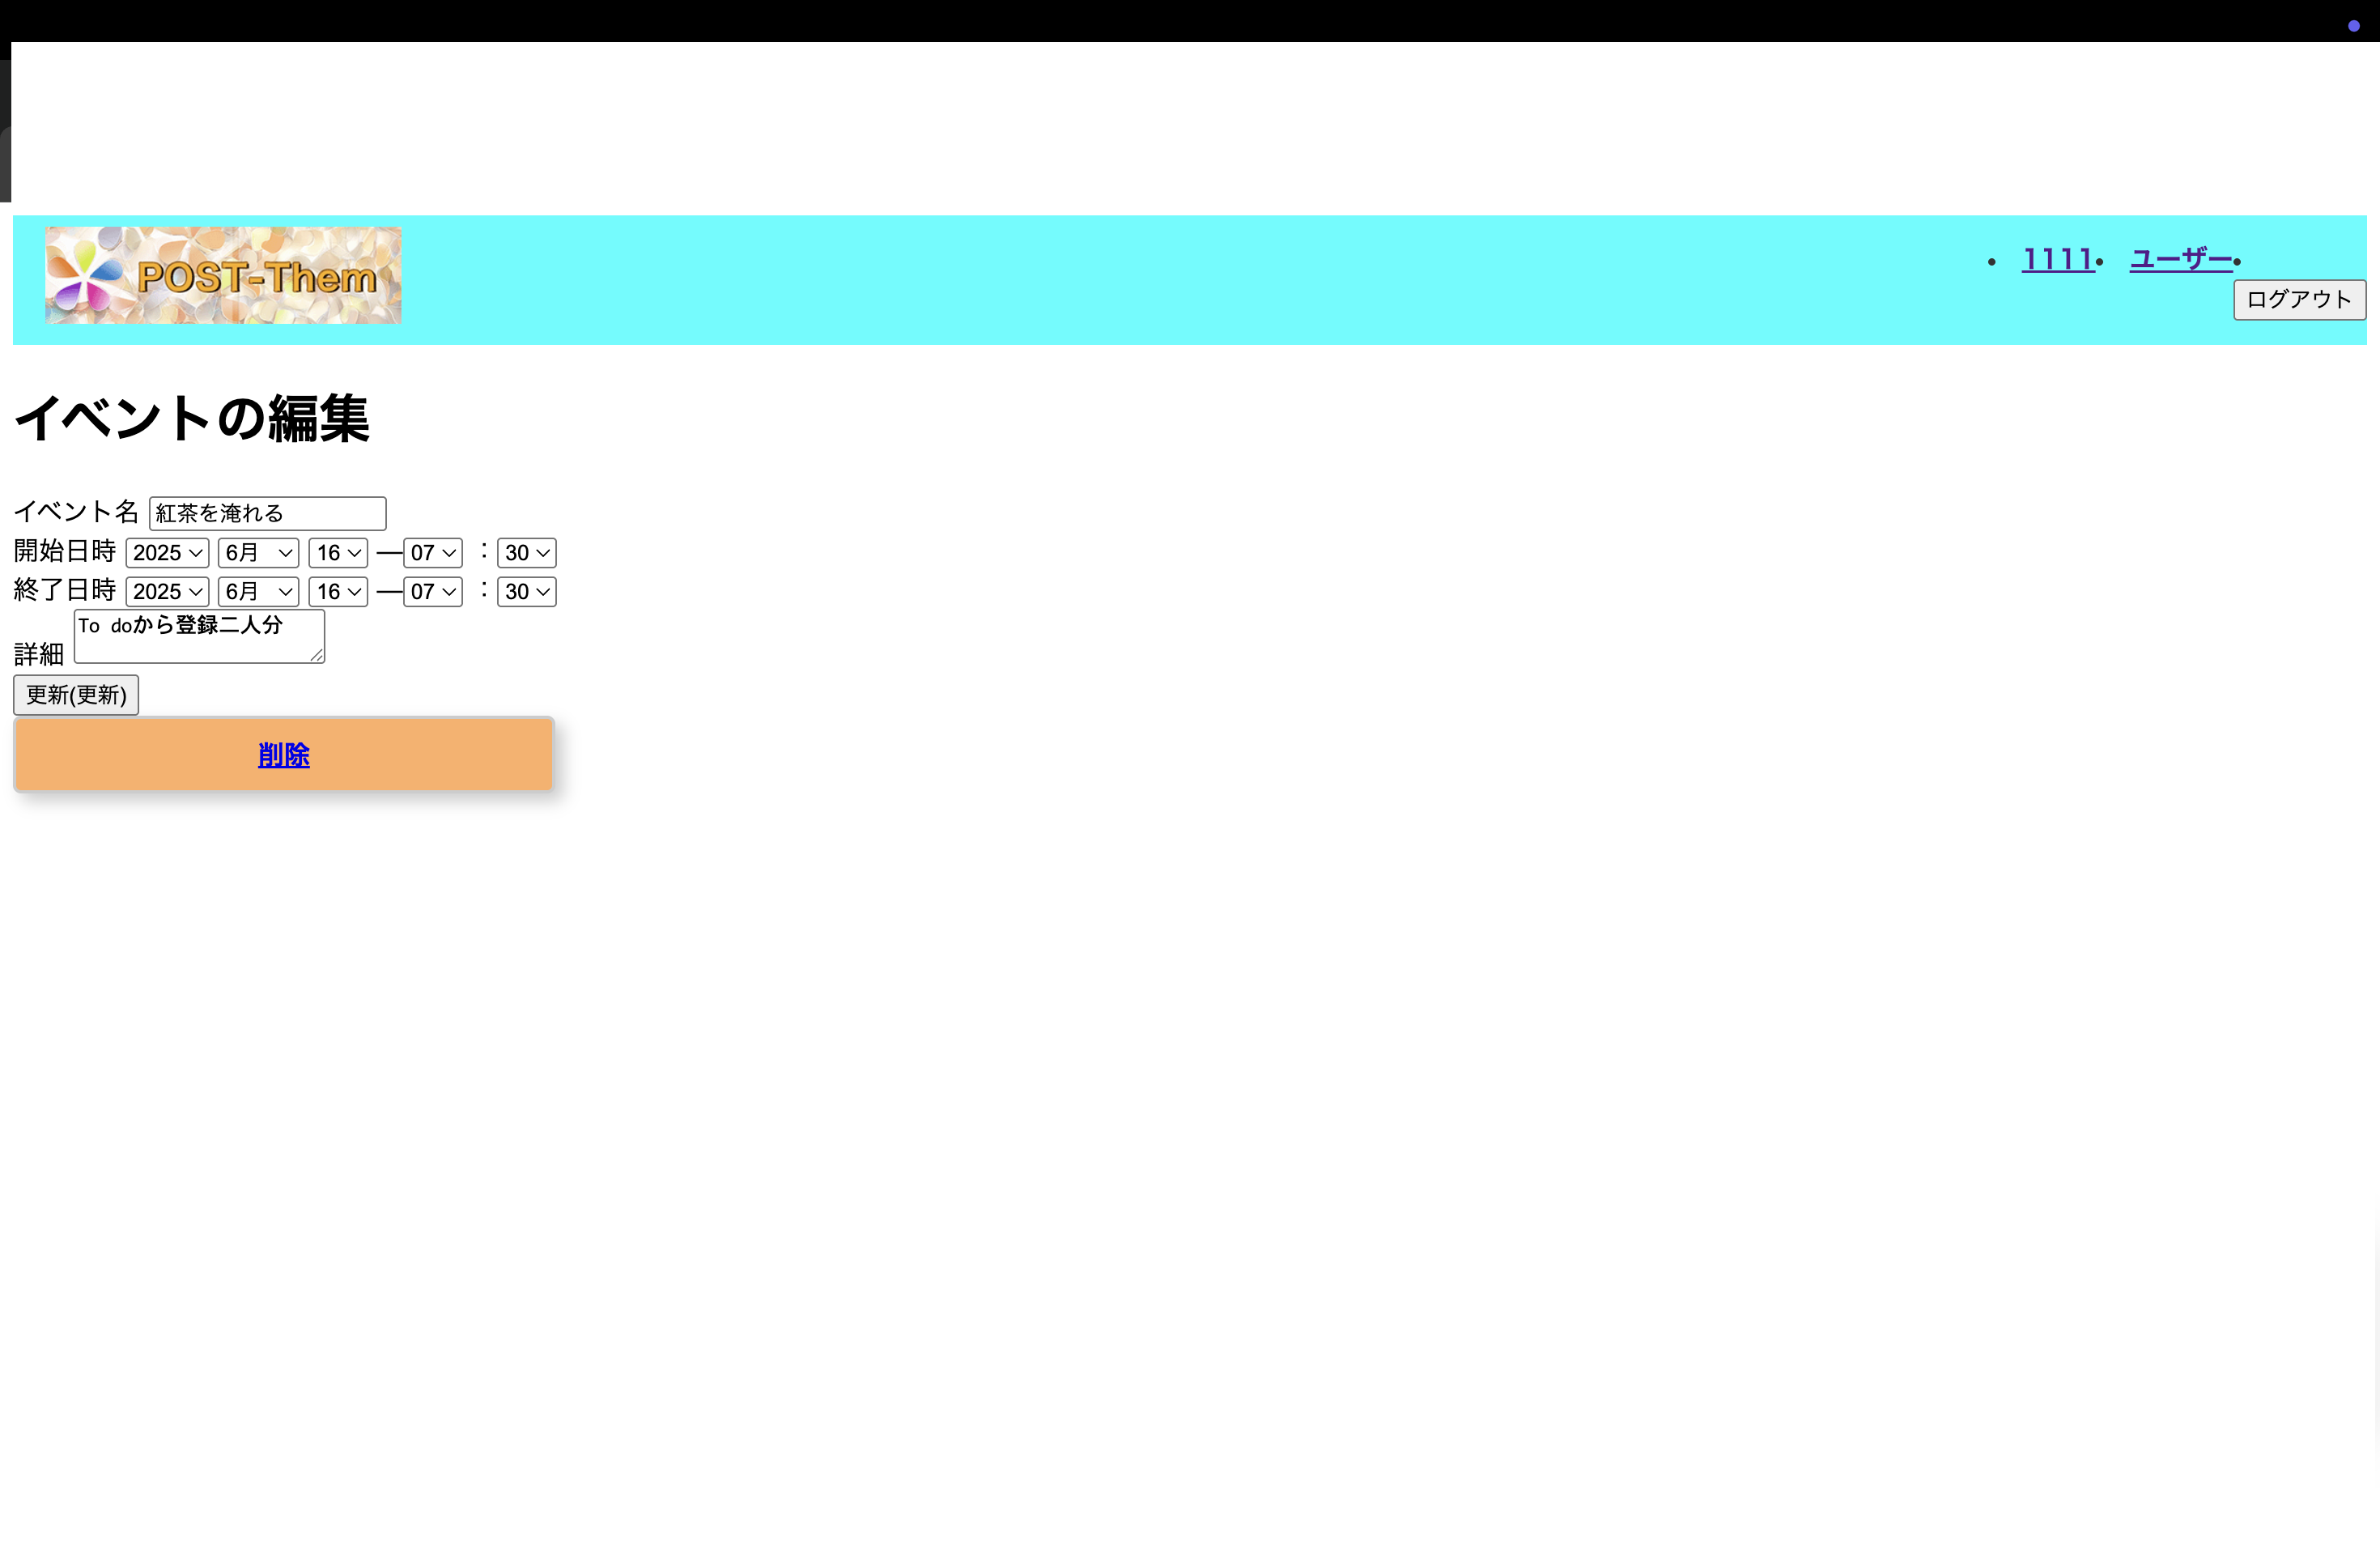 POST-Them
1111
ユーザー
ログアウト
イベントの編集
イベント名 紅茶を淹れる
開始日時 2025 6月 16 —07 : 30
終了日時 2025 6月 16 —07 : 30
詳細 To doから登録二人分
更新(更新)
削除